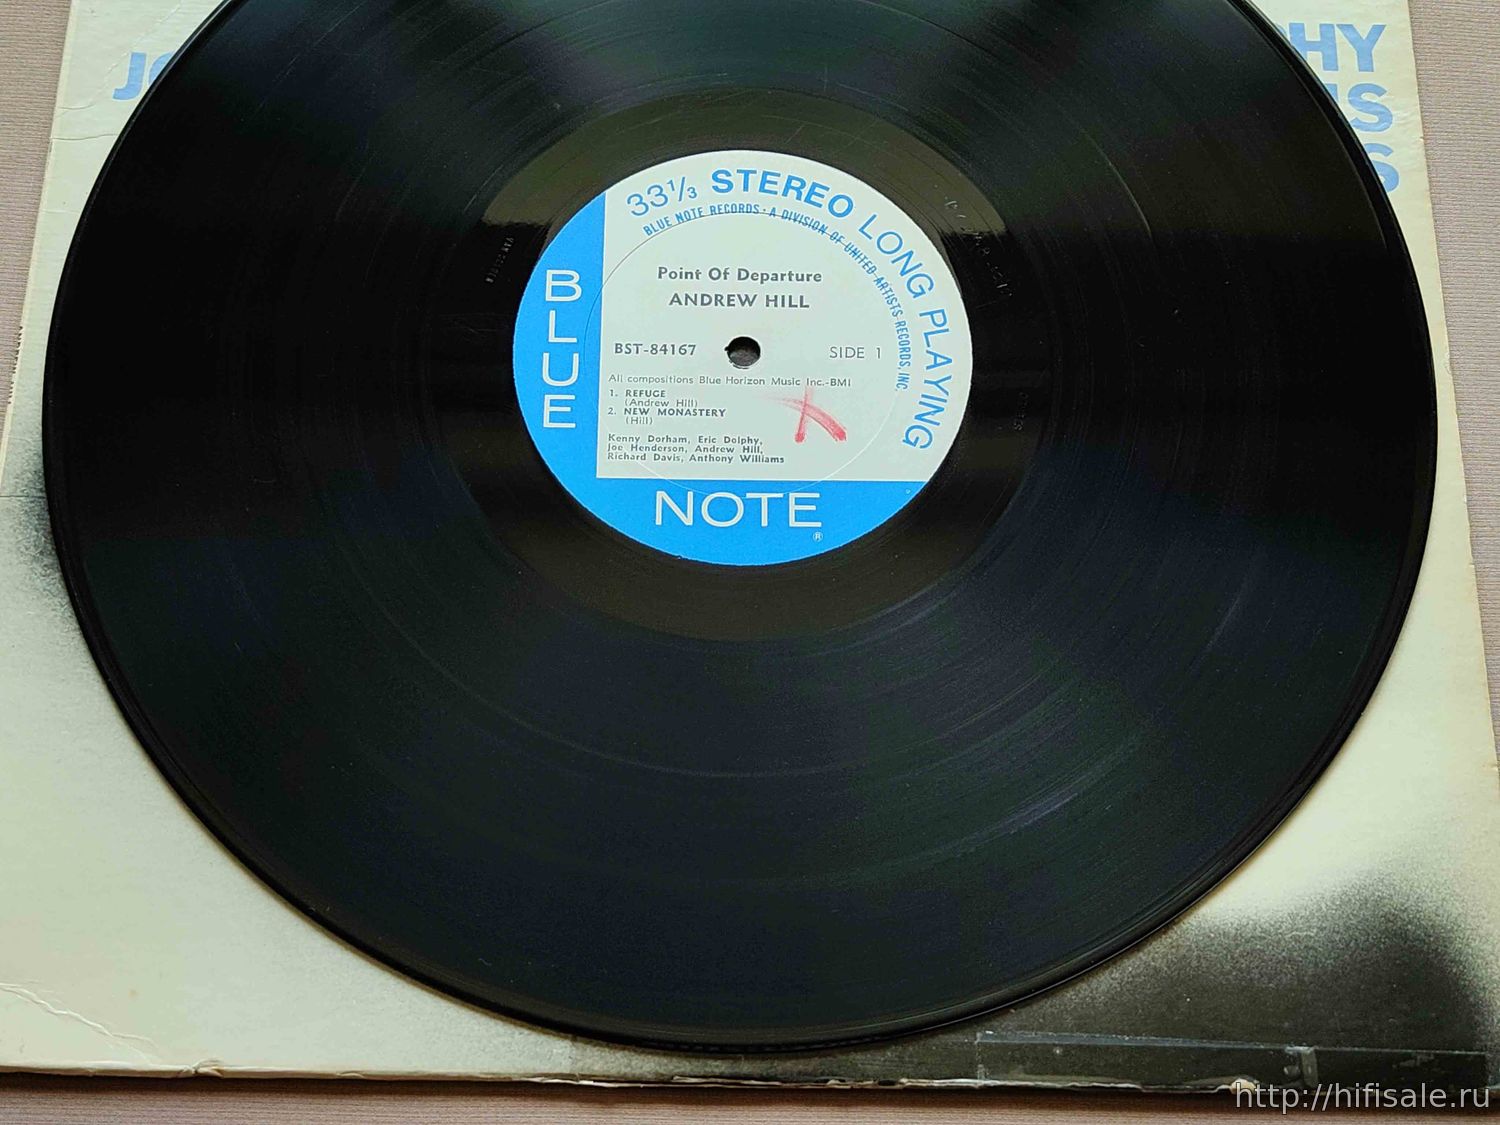 HY
S
S
33⅓ STEREO LONG PLAYING
BLUE NOTE RECORDS · A DIVISION OF UNITED ARTISTS RECORDS, INC.
Point Of Departure
ANDREW HILL
BST-84167
SIDE 1
All compositions Blue Horizon Music Inc.-BMI
1. REFUGE
(Andrew Hill)
2. NEW MONASTERY
(Hill)
Kenny Dorham, Eric Dolphy,
Joe Henderson, Andrew Hill,
Richard Davis, Anthony Williams
BLUE
NOTE
®
http://hifisale.ru